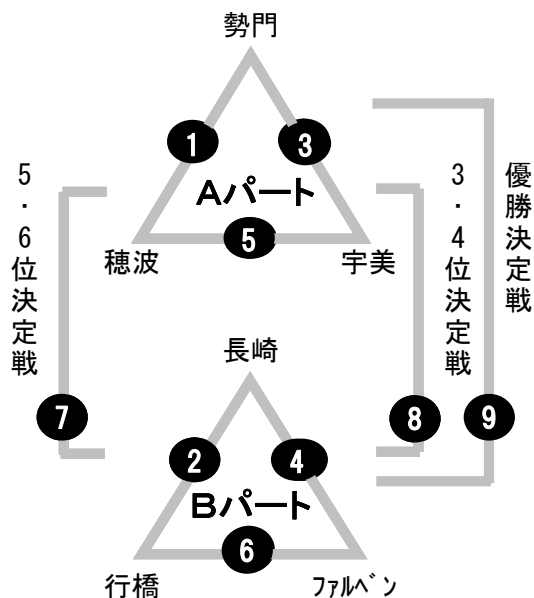 勢門
1
3
Aパート
5
穂波
宇美
5・6位決定戦
3・4位決定戦
優勝決定戦
長崎
7
8
9
2
4
Bパート
6
行橋
ﾌｧﾙﾍﾞﾝ